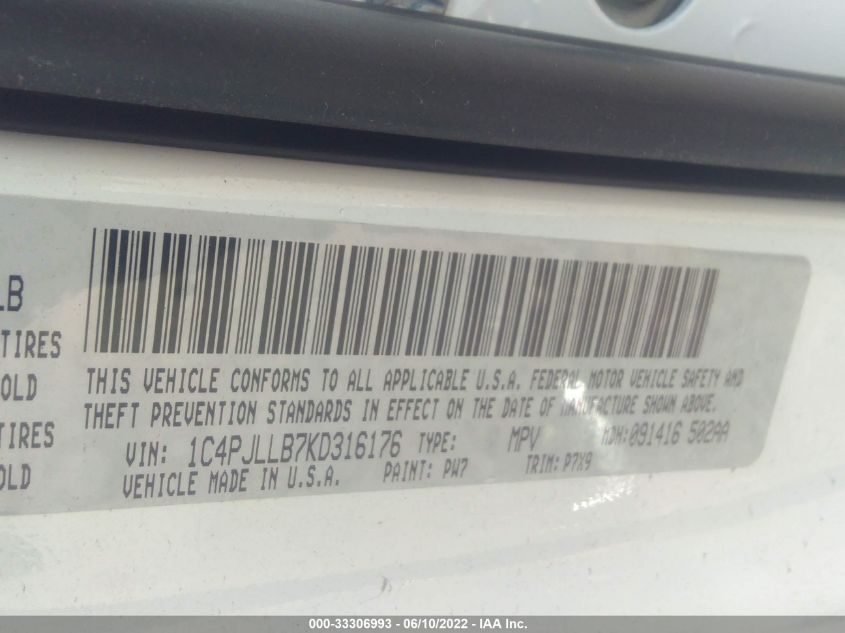 LB
TIRES
OLD
TIRES
OLD
THIS VEHICLE CONFORMS TO ALL APPLICABLE U.S.A. FEDERAL MOTOR VEHICLE SAFETY AND
THEFT PREVENTION STANDARDS IN EFFECT ON THE DATE OF MANUFACTURE SHOWN ABOVE.
VIN: 1C4PJLLB7KD316176 TYPE: MPV MDH:091416 502AA
VEHICLE MADE IN U.S.A. PAINT: PW7 TRIM: P7X9
000-33306993 - 06/10/2022 - IAA Inc.